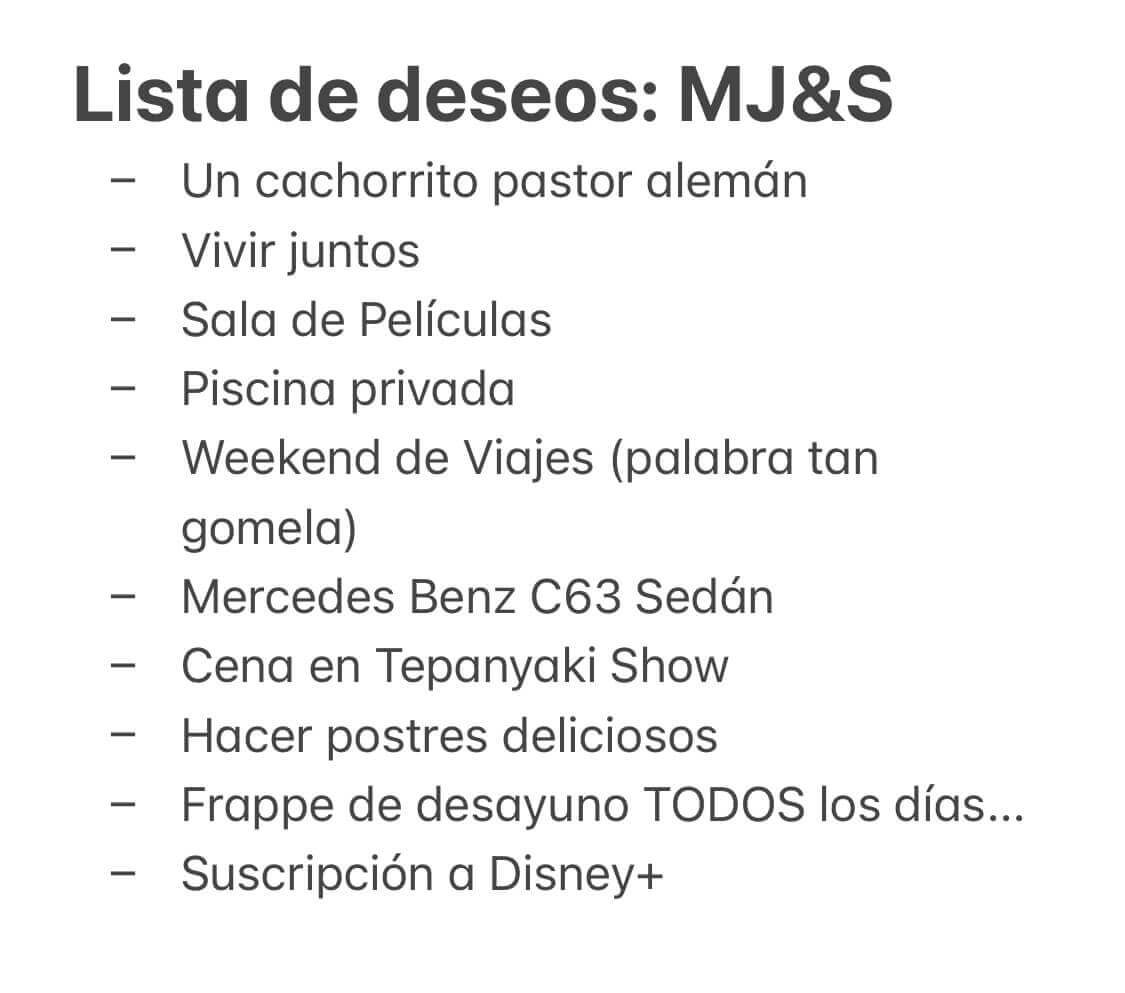 Lista de deseos: MJ&S
– Un cachorrito pastor alemán
– Vivir juntos
– Sala de Películas
– Piscina privada
– Weekend de Viajes (palabra tan
gomela)
– Mercedes Benz C63 Sedán
– Cena en Tepanyaki Show
– Hacer postres deliciosos
– Frappe de desayuno TODOS los días...
– Suscripción a Disney+